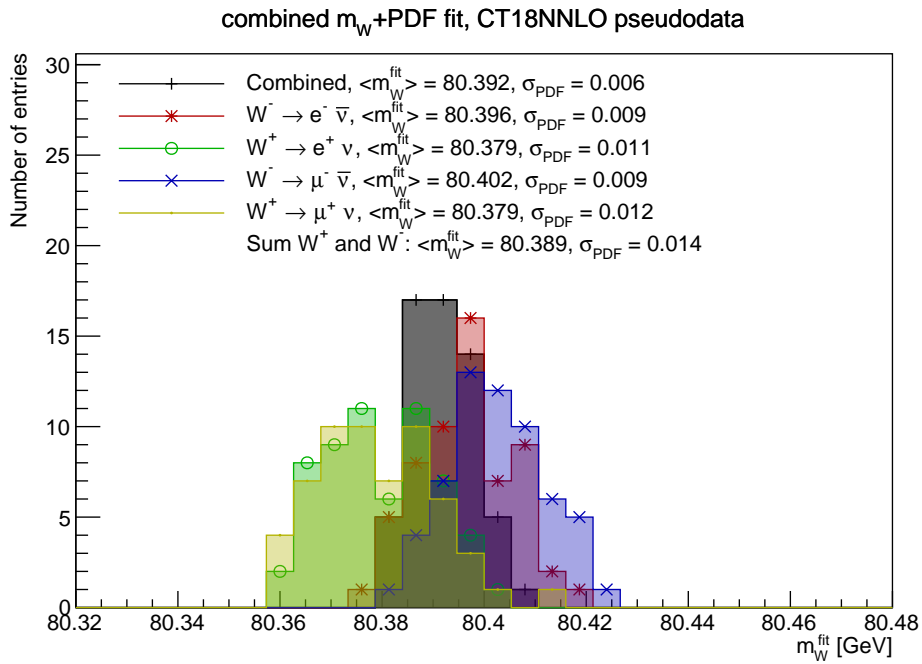 combined m_W+PDF fit, CT18NNLO pseudodata
Number of entries
Combined, <m_W^fit> = 80.392, σ_PDF = 0.006
W^- → e^- ν̅, <m_W^fit> = 80.396, σ_PDF = 0.009
W^+ → e^+ ν, <m_W^fit> = 80.379, σ_PDF = 0.011
W^- → μ^- ν̅, <m_W^fit> = 80.402, σ_PDF = 0.009
W^+ → μ^+ ν, <m_W^fit> = 80.379, σ_PDF = 0.012
Sum W^+ and W^-: <m_W^fit> = 80.389, σ_PDF = 0.014
30
25
20
15
10
5
0
80.32 80.34 80.36 80.38 80.4 80.42 80.44 80.46 80.48
m_W^fit [GeV]